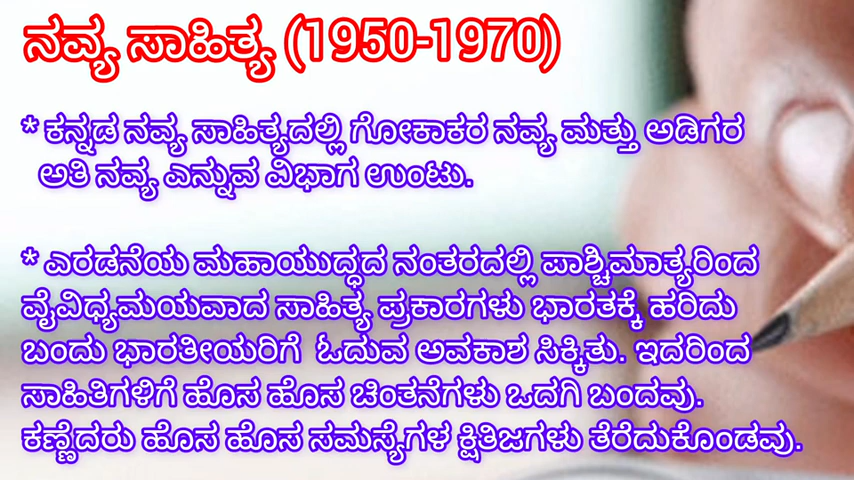 ನವ್ಯ ಸಾಹಿತ್ಯ (1950-1970)
* ಕನ್ನಡ ನವ್ಯ ಸಾಹಿತ್ಯದಲ್ಲಿ ಗೋಕಾಕರ ನವ್ಯ ಮತ್ತು ಅಡಿಗರ
ಅತಿ ನವ್ಯ ಎನ್ನುವ ವಿಭಾಗ ಉಂಟು.
* ಎರಡನೆಯ ಮಹಾಯುದ್ಧದ ನಂತರದಲ್ಲಿ ಪಾಶ್ಚಿಮಾತ್ಯರಿಂದ
ವೈವಿಧ್ಯಮಯವಾದ ಸಾಹಿತ್ಯ ಪ್ರಕಾರಗಳು ಭಾರತಕ್ಕೆ ಹರಿದು
ಬಂದು ಭಾರತೀಯರಿಗೆ ಓದುವ ಅವಕಾಶ ಸಿಕ್ಕಿತು. ಇದರಿಂದ
ಸಾಹಿತಿಗಳಿಗೆ ಹೊಸ ಹೊಸ ಚಿಂತನೆಗಳು ಒದಗಿ ಬಂದವು.
ಕಣ್ಣೆದರು ಹೊಸ ಹೊಸ ಸಮಸ್ಯೆಗಳ ಕ್ಷಿತಿಜಗಳು ತೆರೆದುಕೊಂಡವು.